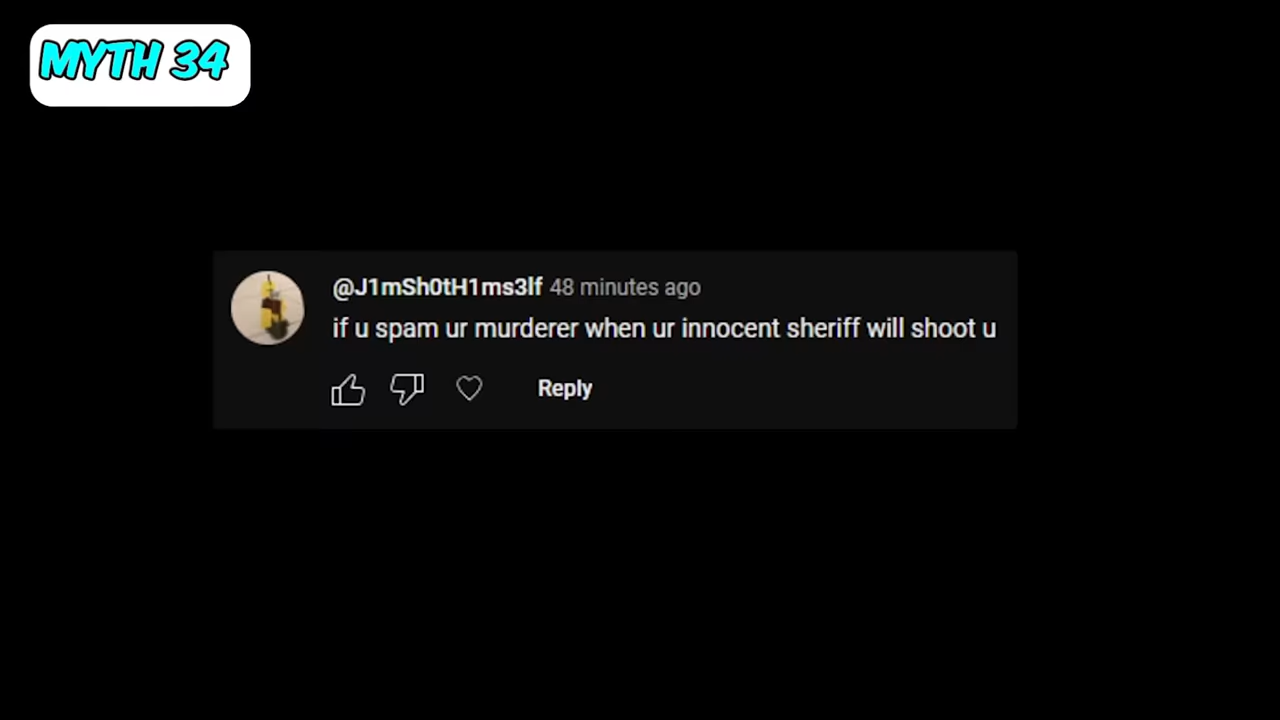 MYTH 34
@J1mSh0tH1ms3lf 48 minutes ago
if u spam ur murderer when ur innocent sheriff will shoot u
Reply